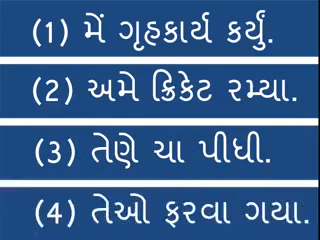 (1) મેં ગૃહકાર્ય કર્યું.
(2) અમે ક્રિકેટ રમ્યા.
(3) તેણે ચા પીધી.
(4) તેઓ ફરવા ગયા.